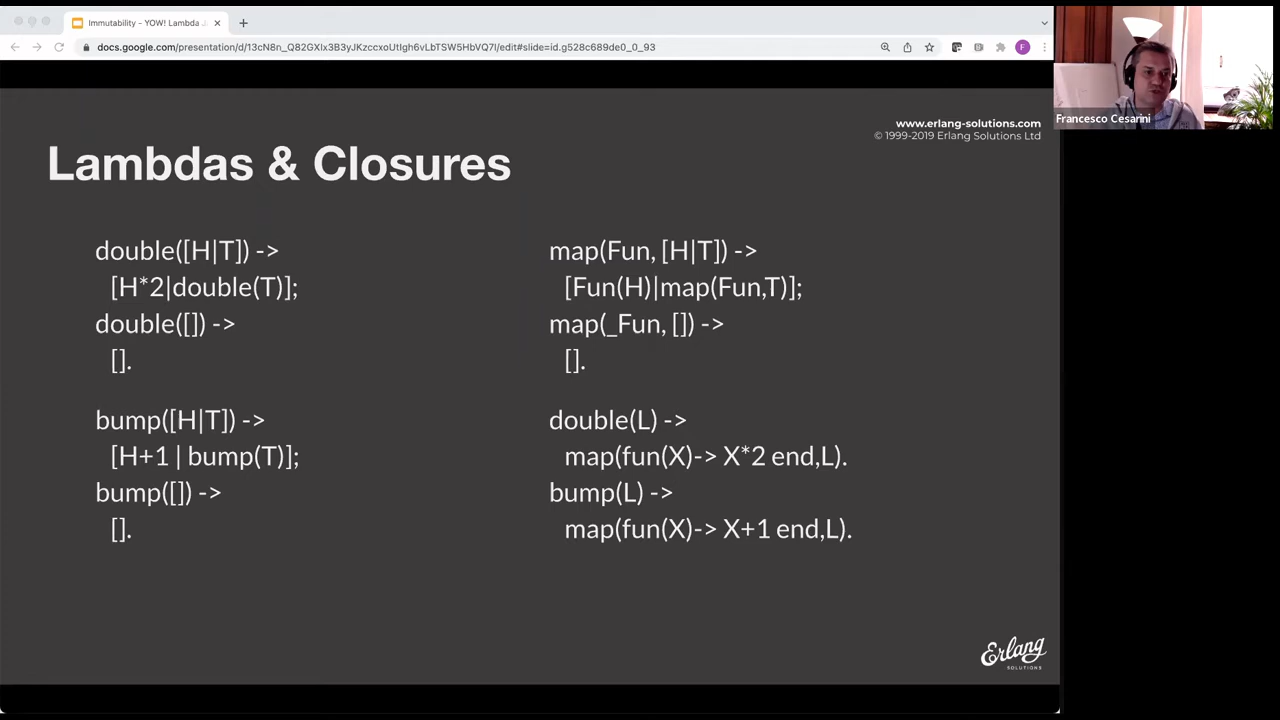 Immutability - YOW! Lambda
docs.google.com/presentation/d/13cN8n_Q82GXIx3B3yJKzccxoUtIgh6vLbTSW5HbVQ7I/edit#slide=id.g528c689de0_0_93
F
Francesco Cesarini
www.erlang-solutions.com
© 1999-2019 Erlang Solutions Ltd
Lambdas & Closures
double([H|T]) ->
[H*2|double(T)];
double([]) ->
[].
bump([H|T]) ->
[H+1 | bump(T)];
bump([]) ->
[].
map(Fun, [H|T]) ->
[Fun(H)|map(Fun,T)];
map(_Fun, []) ->
[].
double(L) ->
map(fun(X)-> X*2 end,L).
bump(L) ->
map(fun(X)-> X+1 end,L).
Erlang
SOLUTIONS